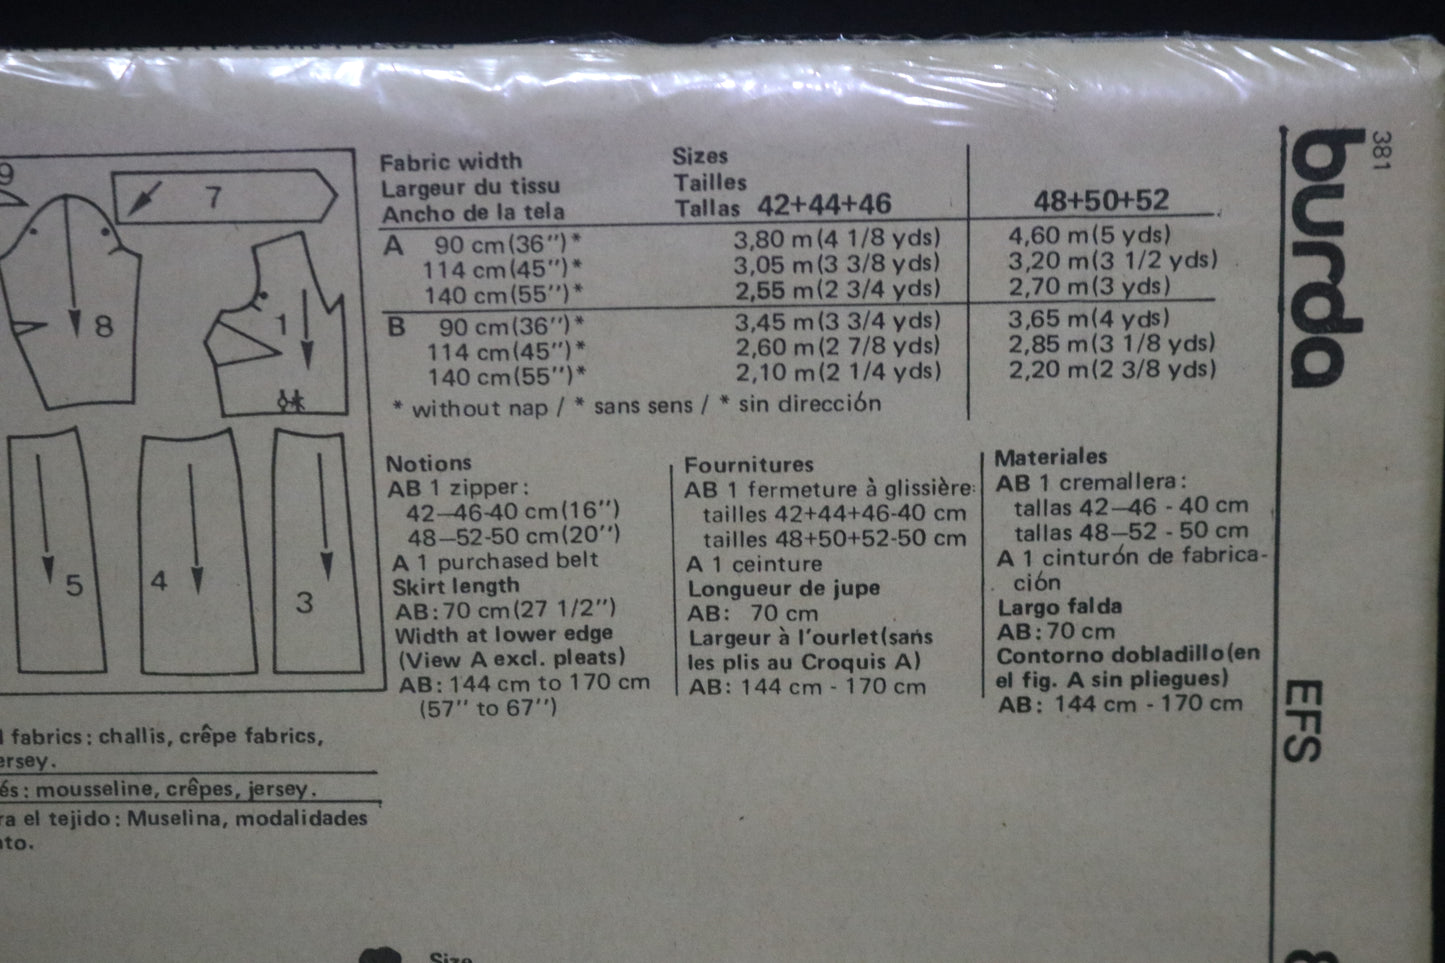 9
7
8
1
5
4
3
Fabric width
Largeur du tissu
Ancho de la tela
Sizes
Tailles
Tallas 42+44+46
48+50+52
A 90 cm(36")* 3,80 m(4 1/8 yds) 4,60 m(5 yds)
114 cm(45")* 3,05 m(3 3/8 yds) 3,20 m(3 1/2 yds)
140 cm(55")* 2,55 m(2 3/4 yds) 2,70 m(3 yds)
B 90 cm(36")* 3,45 m(3 3/4 yds) 3,65 m(4 yds)
114 cm(45")* 2,60 m(2 7/8 yds) 2,85 m(3 1/8 yds)
140 cm(55")* 2,10 m(2 1/4 yds) 2,20 m(2 3/8 yds)
* without nap / * sans sens / * sin dirección
Notions
AB 1 zipper:
42—46-40 cm(16")
48—52-50 cm(20")
A 1 purchased belt
Skirt length
AB: 70 cm(27 1/2")
Width at lower edge
(View A excl. pleats)
AB: 144 cm to 170 cm
(57" to 67")
Fournitures
AB 1 fermeture à glissière:
tailles 42+44+46-40 cm
tailles 48+50+52-50 cm
A 1 ceinture
Longueur de jupe
AB: 70 cm
Largeur à l'ourlet(sans
les plis au Croquis A)
AB: 144 cm - 170 cm
Materiales
AB 1 cremallera:
tallas 42—46 - 40 cm
tallas 48—52 - 50 cm
A 1 cinturón de fabrica-
ción
Largo falda
AB: 70 cm
Contorno dobladillo(en
el fig. A sin pliegues)
AB: 144 cm - 170 cm
fabrics: challis, crêpe fabrics,
ersey.
és: mousseline, crêpes, jersey.
ra el tejido: Muselina, modalidades
to.
Size
381
burda
EFS